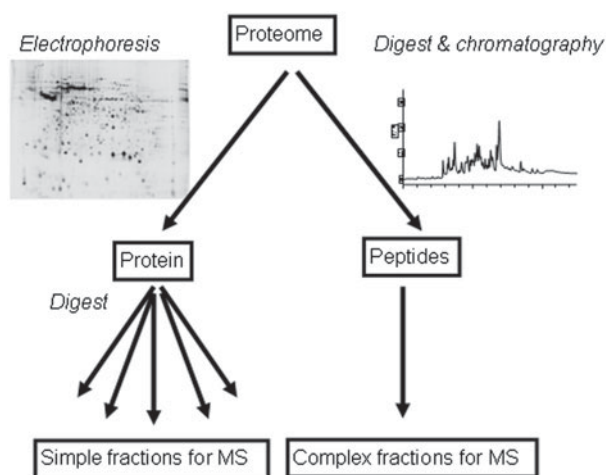 Electrophoresis
Proteome
Digest & chromatography
Protein
Peptides
Digest
Simple fractions for MS
Complex fractions for MS